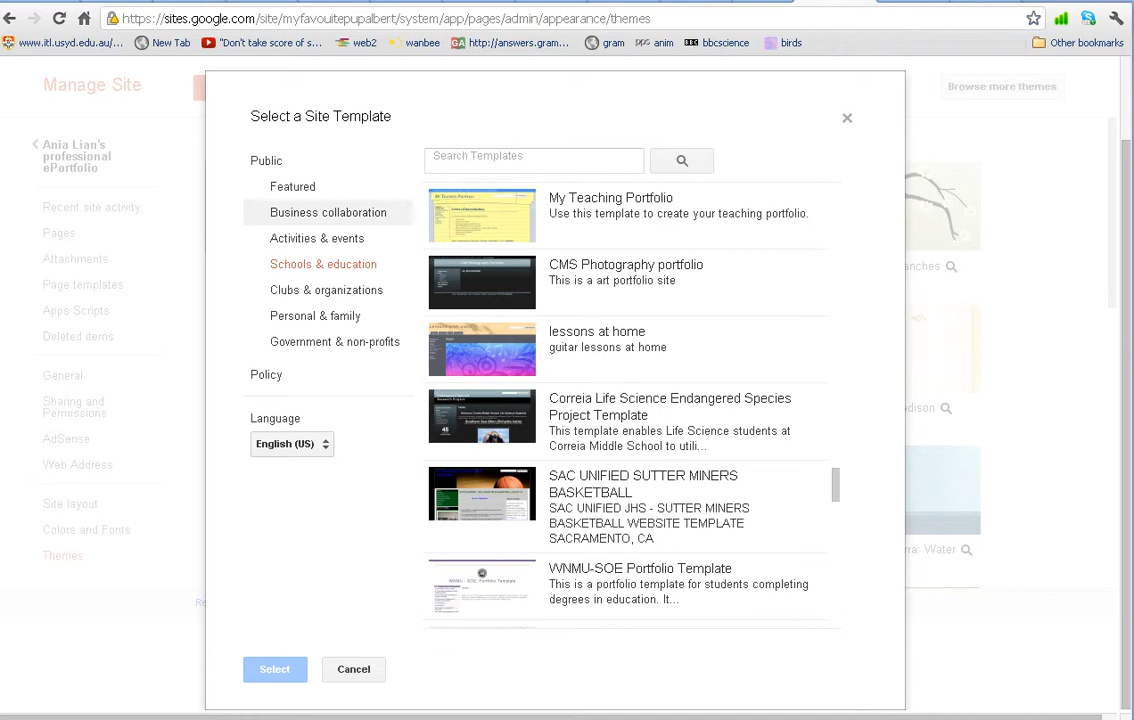 https://sites.google.com/site/myfavouitepupalbert/system/app/pages/admin/appearance/themes
www.itl.usyd.edu.au/... New Tab "Don't take score of s... web2 wanbee http://answers.gram... gram anim bbcscience birds Other bookmarks
Manage Site
Browse more themes
Ania Lian's
professional
ePortfolio
Recent site activity
Pages
Attachments
Page templates
Apps Scripts
Deleted items
General
Sharing and
Permissions
AdSense
Web Address
Site layout
Colors and Fonts
Themes
Select a Site Template
Public
Featured
Business collaboration
Activities & events
Schools & education
Clubs & organizations
Personal & family
Government & non-profits
Policy
Language
English (US)
Search Templates
My Teaching Portfolio
Use this template to create your teaching portfolio.
CMS Photography portfolio
This is a art portfolio site
lessons at home
guitar lessons at home
Correia Life Science Endangered Species
Project Template
This template enables Life Science students at
Correia Middle School to utili...
SAC UNIFIED SUTTER MINERS
BASKETBALL
SAC UNIFIED JHS - SUTTER MINERS
BASKETBALL WEBSITE TEMPLATE
SACRAMENTO, CA
WNMU-SOE Portfolio Template
This is a portfolio template for students completing
degrees in education. It...
Select
Cancel
anches
adison
rra: Water
Re